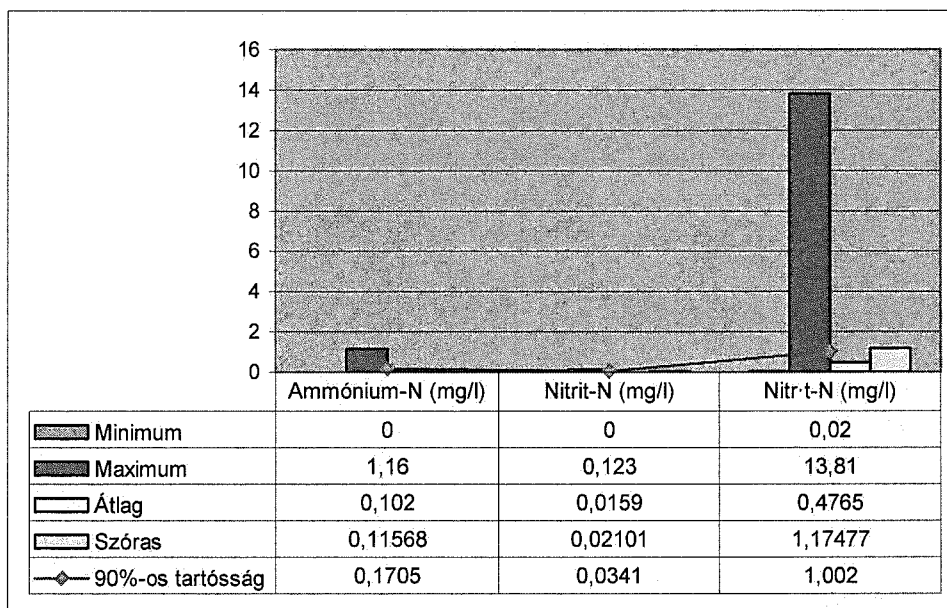 16
14
12
10
8
6
4
2
0
Ammónium-N (mg/l) Nitrit-N (mg/l) Nitr·t-N (mg/l)
Minimum 0 0 0,02
Maximum 1,16 0,123 13,81
Átlag 0,102 0,0159 0,4765
Szóras 0,11568 0,02101 1,17477
90%-os tartósság 0,1705 0,0341 1,002